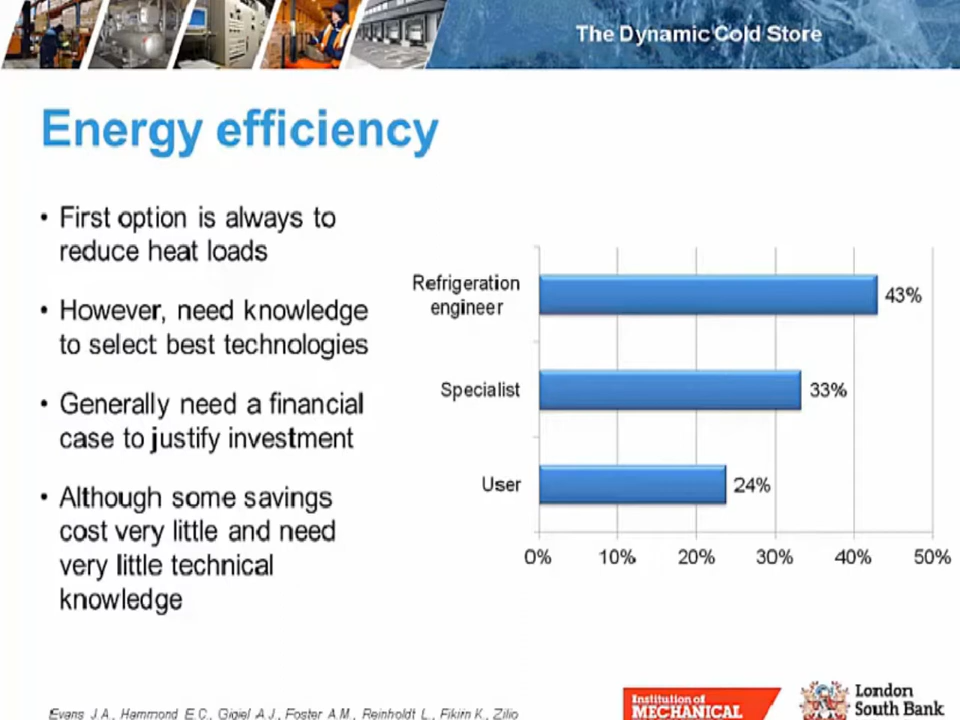 The Dynamic Cold Store
Energy efficiency
• First option is always to
reduce heat loads
• However, need knowledge
to select best technologies
• Generally need a financial
case to justify investment
• Although some savings
cost very little and need
very little technical
knowledge
Refrigeration
engineer
43%
Specialist
33%
User
24%
0% 10% 20% 30% 40% 50%
Evans J.A., Hammond E.C., Gigiel A.J., Foster A.M., Reinholdt L., Fikiin K., Zilio
Institution of
MECHANICAL
London
South Bank